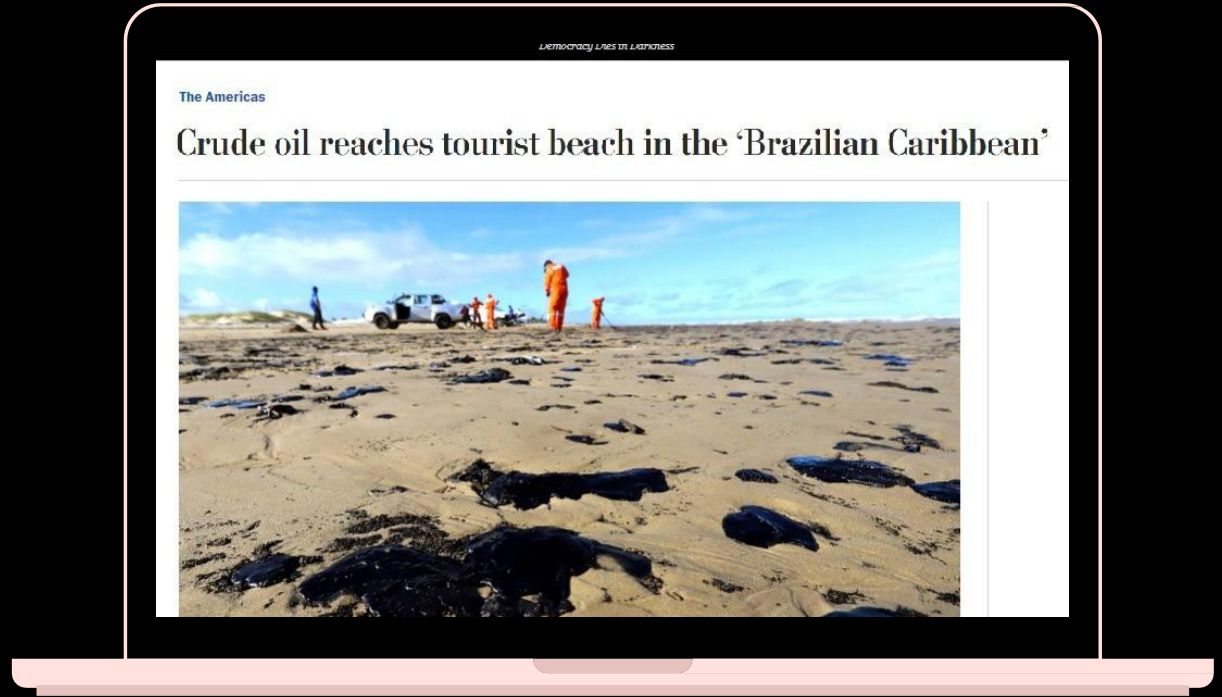 Democracy Dies in Darkness
The Americas
Crude oil reaches tourist beach in the ‘Brazilian Caribbean’